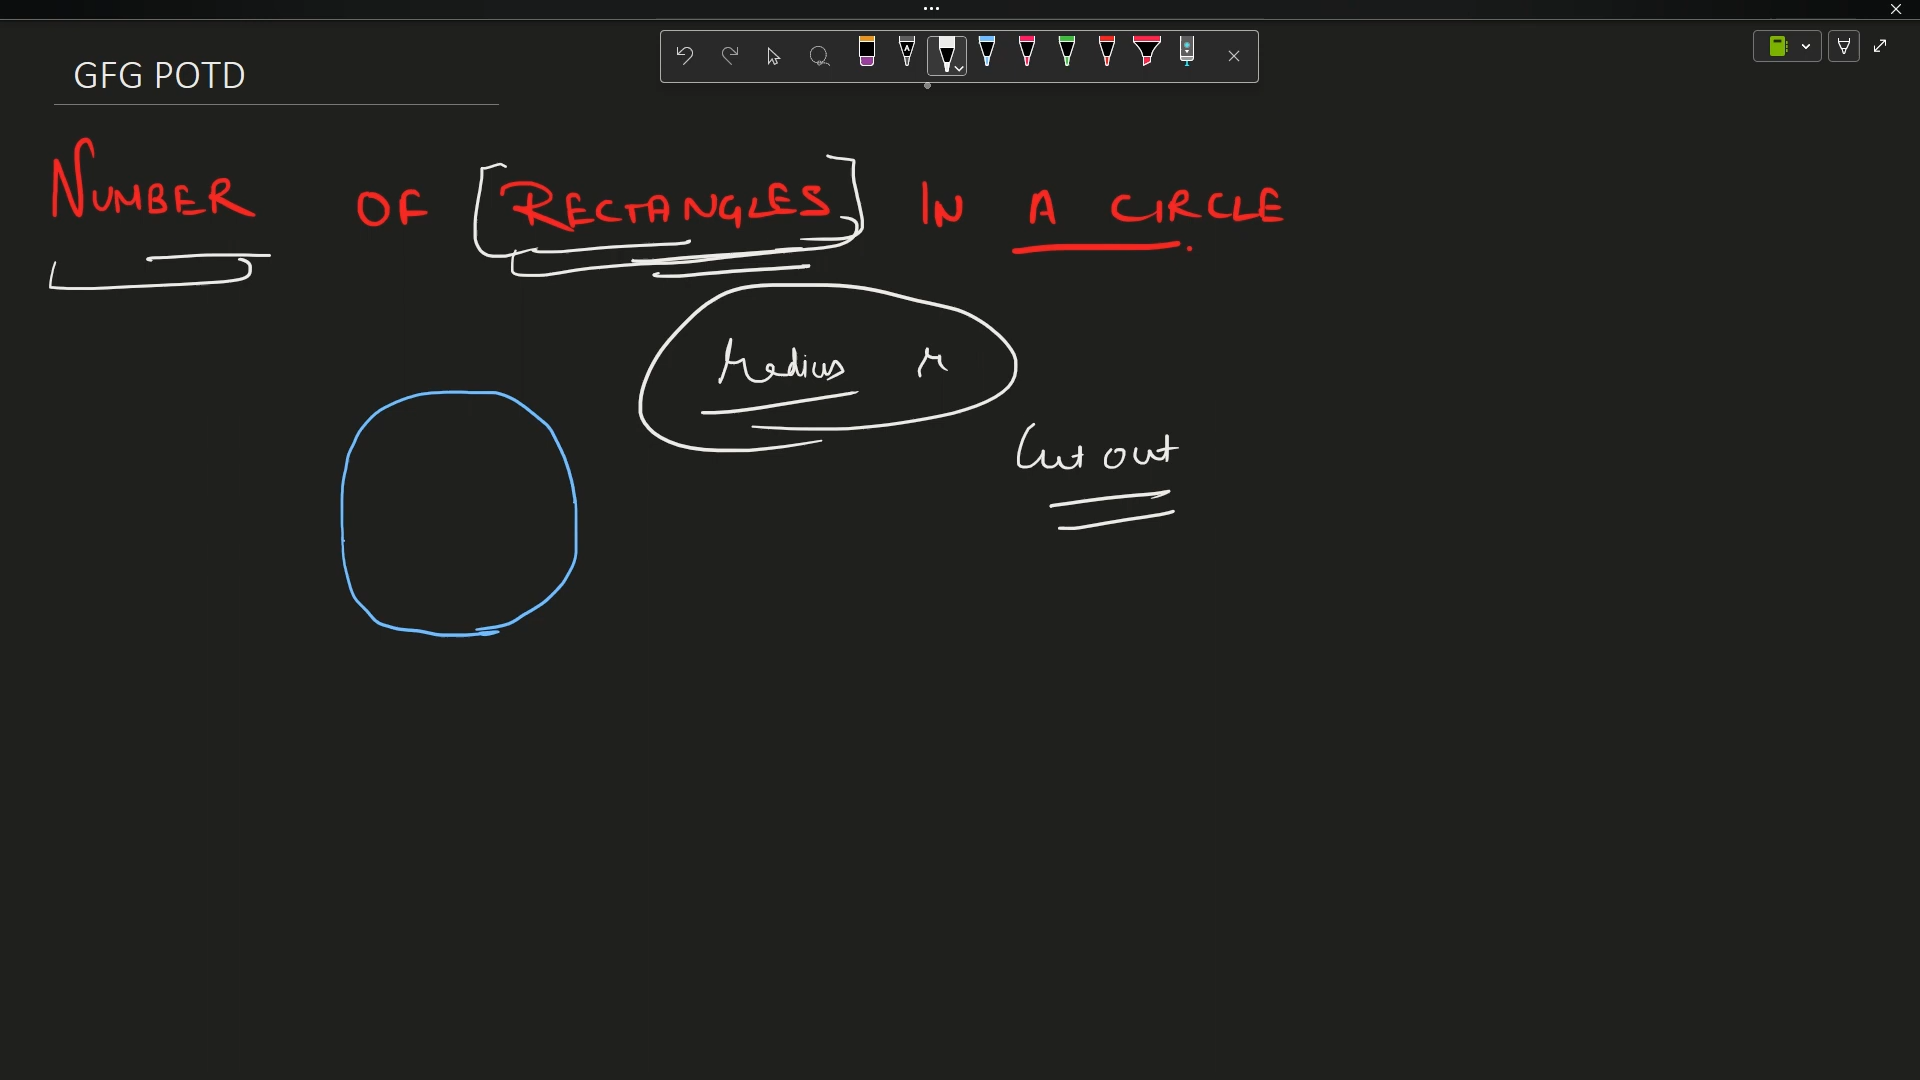 GFG POTD
NUMBER OF [RECTANGLES] IN A CIRCLE
Radius r
Cut out